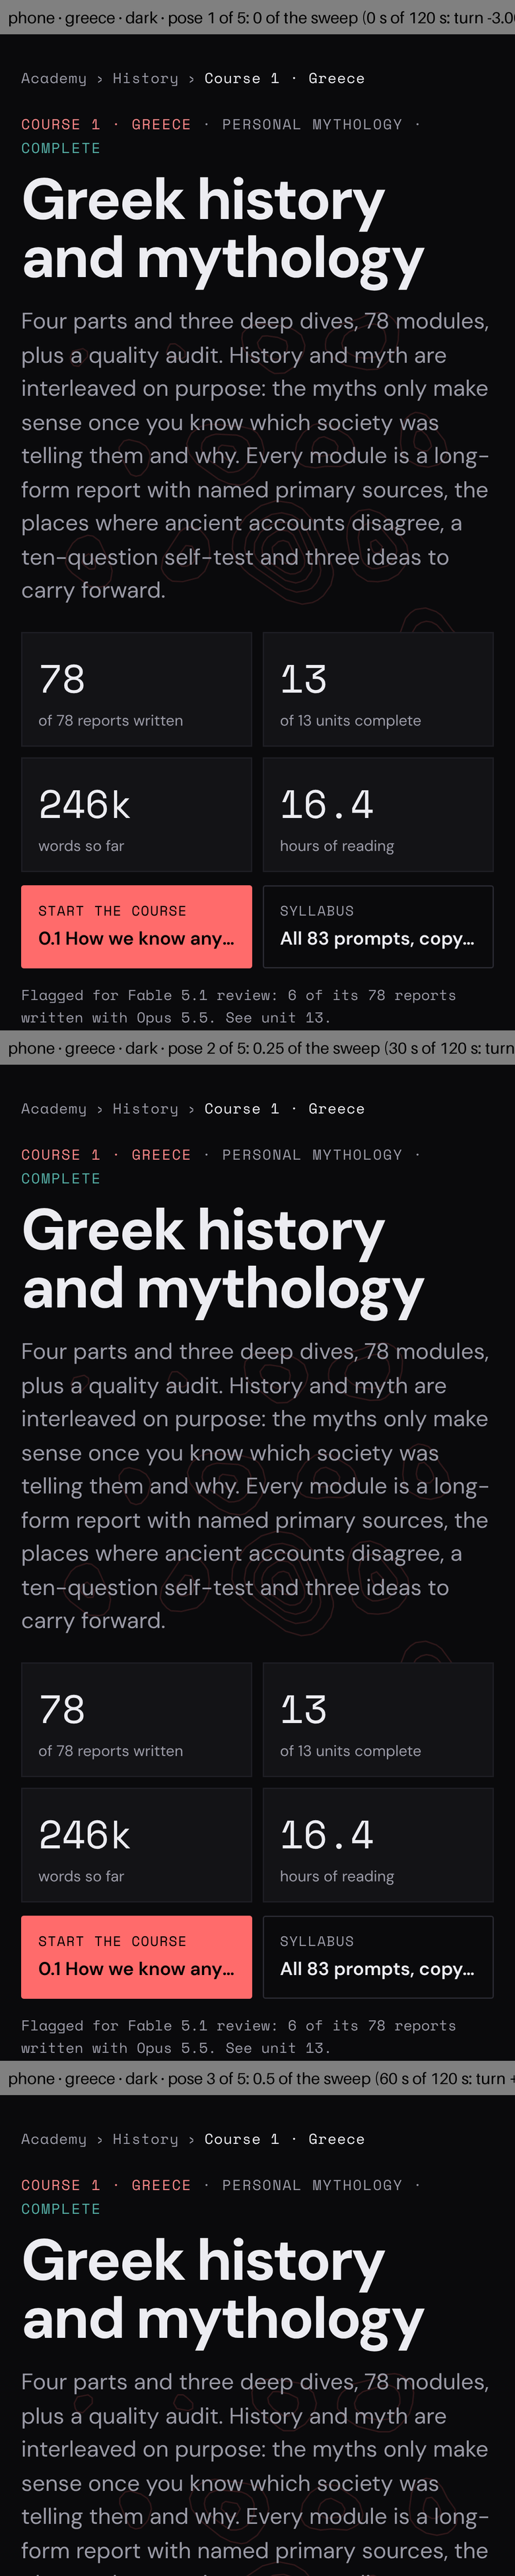 phone · greece · dark · pose 1 of 5: 0 of the sweep (0 s of 120 s: turn -3.0
Academy › History › Course 1 · Greece
COURSE 1 · GREECE · PERSONAL MYTHOLOGY ·
COMPLETE
Greek history
and mythology
Four parts and three deep dives, 78 modules,
plus a quality audit. History and myth are
interleaved on purpose: the myths only make
sense once you know which society was
telling them and why. Every module is a long-
form report with named primary sources, the
places where ancient accounts disagree, a
ten-question self-test and three ideas to
carry forward.
78
of 78 reports written
13
of 13 units complete
246k
words so far
16.4
hours of reading
START THE COURSE
0.1 How we know any...
SYLLABUS
All 83 prompts, copy...
Flagged for Fable 5.1 review: 6 of its 78 reports
written with Opus 5.5. See unit 13.
phone · greece · dark · pose 2 of 5: 0.25 of the sweep (30 s of 120 s: turn
Academy › History › Course 1 · Greece
COURSE 1 · GREECE · PERSONAL MYTHOLOGY ·
COMPLETE
Greek history
and mythology
Four parts and three deep dives, 78 modules,
plus a quality audit. History and myth are
interleaved on purpose: the myths only make
sense once you know which society was
telling them and why. Every module is a long-
form report with named primary sources, the
places where ancient accounts disagree, a
ten-question self-test and three ideas to
carry forward.
78
of 78 reports written
13
of 13 units complete
246k
words so far
16.4
hours of reading
START THE COURSE
0.1 How we know any...
SYLLABUS
All 83 prompts, copy...
Flagged for Fable 5.1 review: 6 of its 78 reports
written with Opus 5.5. See unit 13.
phone · greece · dark · pose 3 of 5: 0.5 of the sweep (60 s of 120 s: turn +
Academy › History › Course 1 · Greece
COURSE 1 · GREECE · PERSONAL MYTHOLOGY ·
COMPLETE
Greek history
and mythology
Four parts and three deep dives, 78 modules,
plus a quality audit. History and myth are
interleaved on purpose: the myths only make
sense once you know which society was
telling them and why. Every module is a long-
form report with named primary sources, the